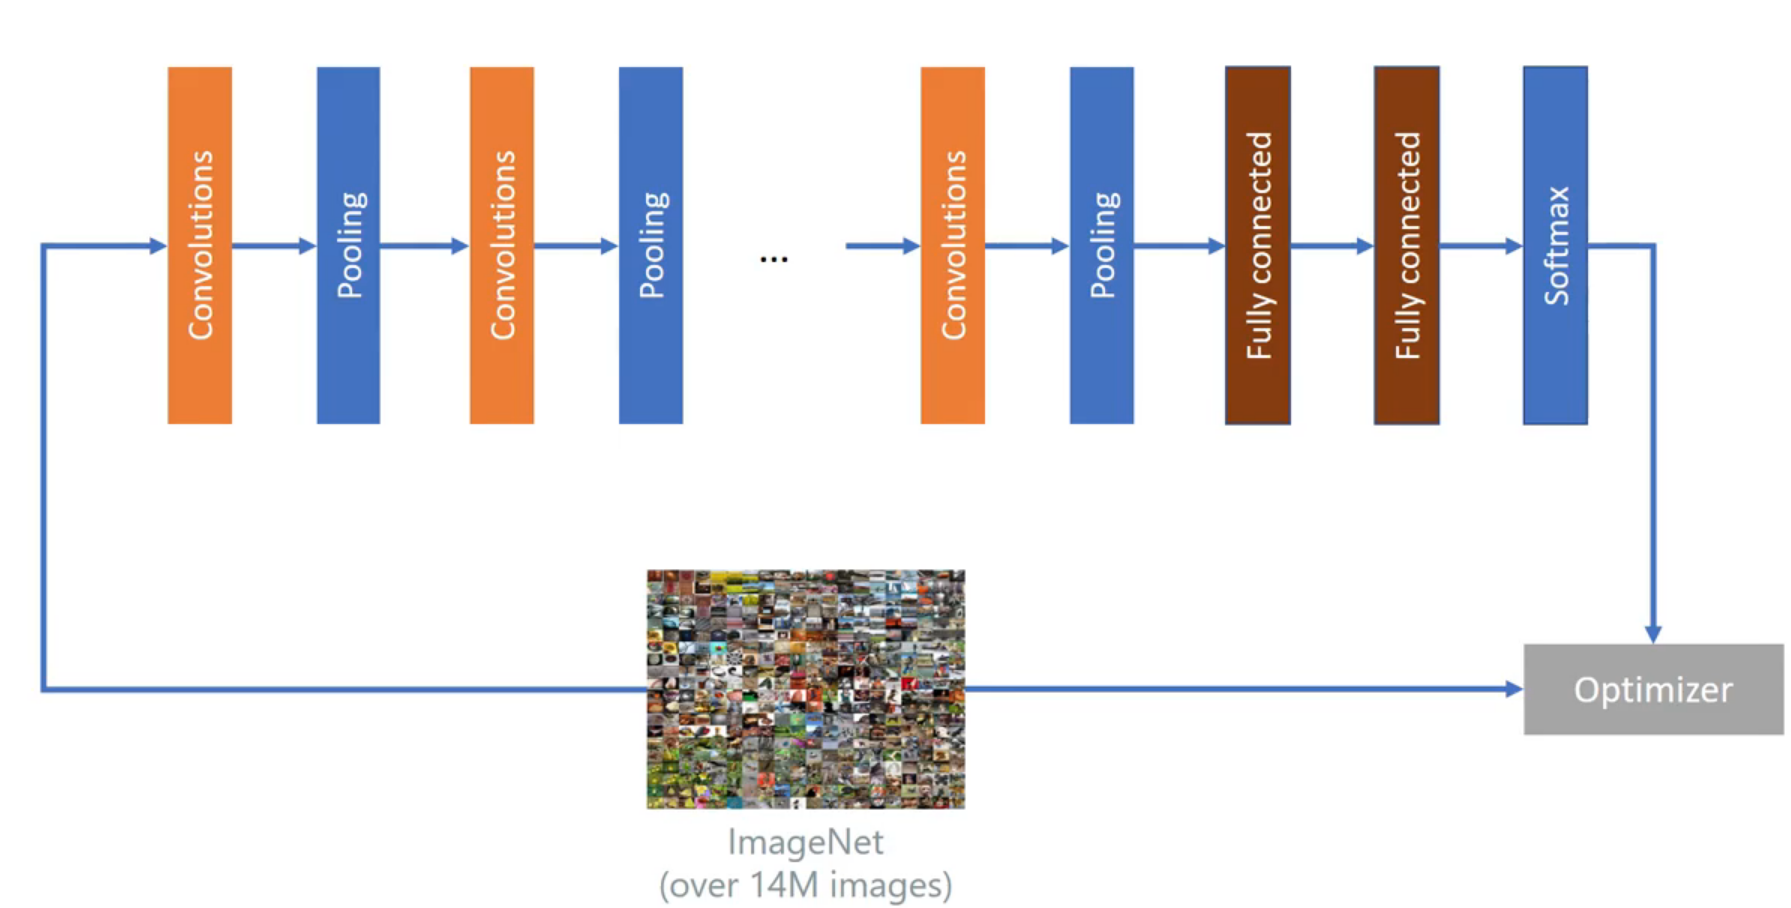 Convolutions
Pooling
Convolutions
Pooling
...
Convolutions
Pooling
Fully connected
Fully connected
Softmax
Optimizer
ImageNet
(over 14M images)